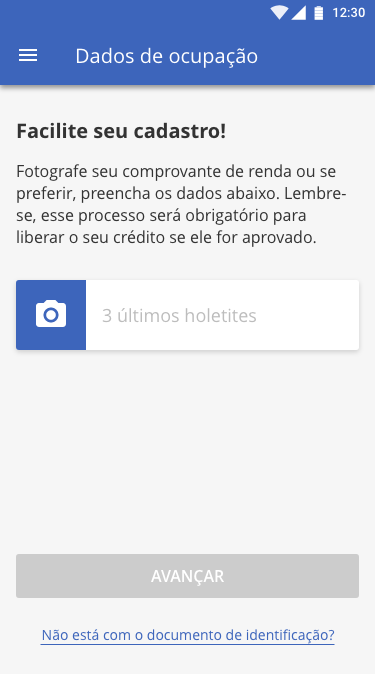 12:30
Dados de ocupação
Facilite seu cadastro!
Fotografe seu comprovante de renda ou se
preferir, preencha os dados abaixo. Lembre-
se, esse processo será obrigatório para
liberar o seu crédito se ele for aprovado.
3 últimos holetites
AVANÇAR
Não está com o documento de identificação?